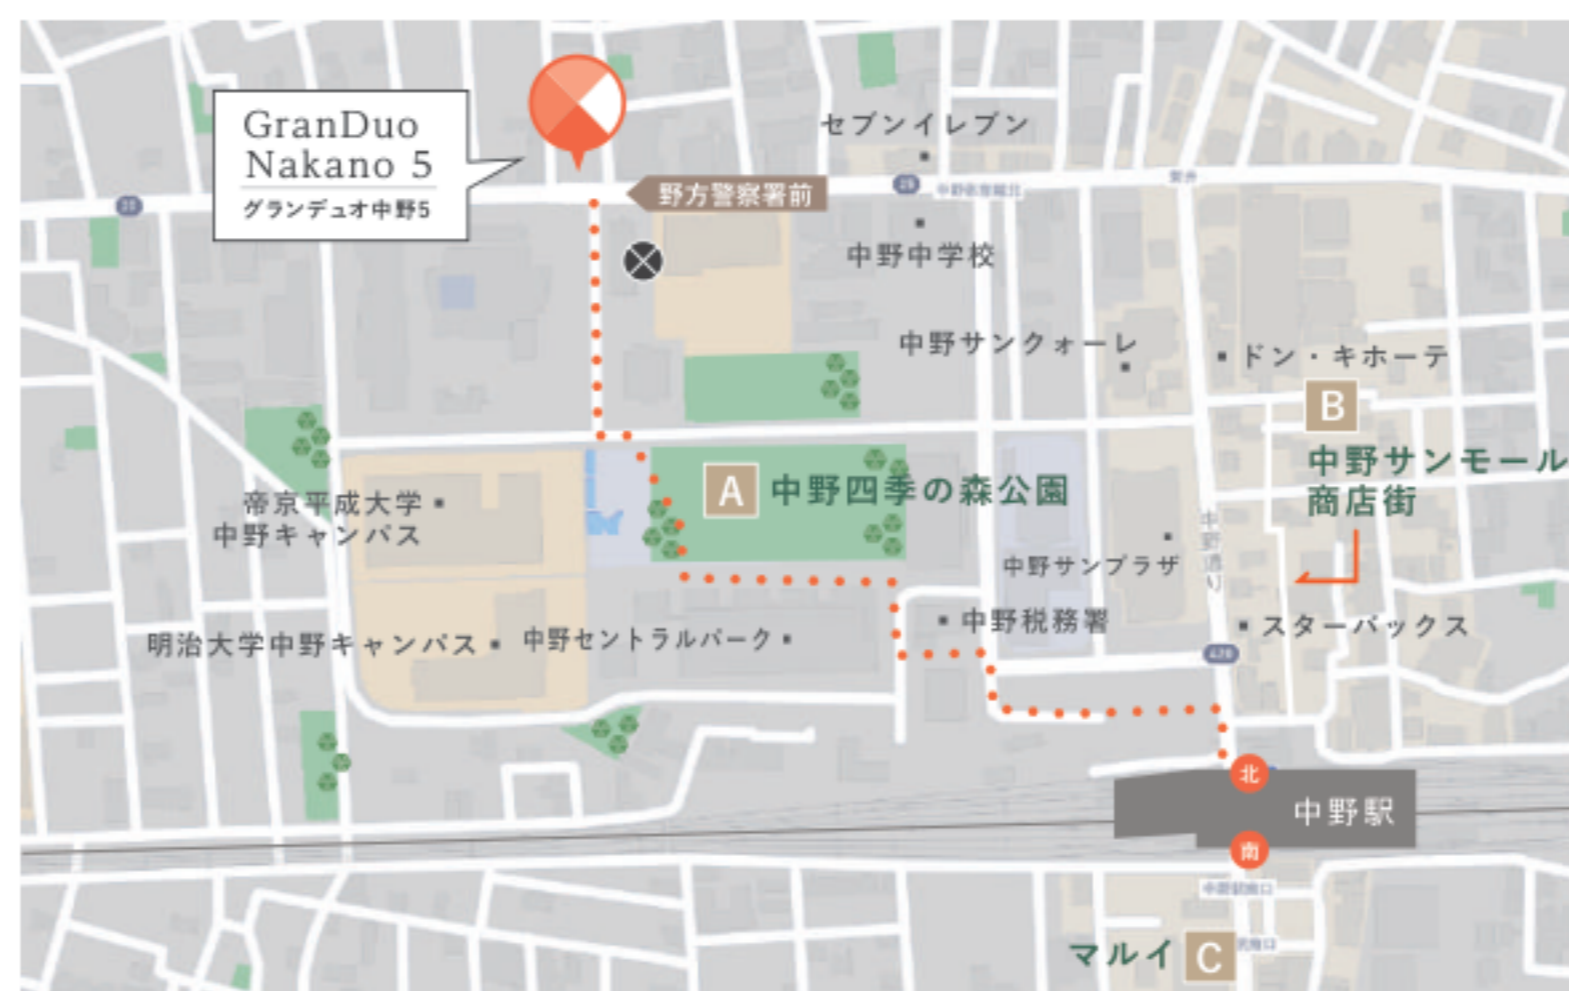 GranDuo
Nakano 5
グランデュオ中野5
セブンイレブン
野方警察署前
中野中学校
中野サンクォーレ
ドン・キホーテ
B
中野サンモール
商店街
A
中野四季の森公園
帝京平成大学
中野キャンパス
中野サンプラザ
中野通り
中野税務署
スターバックス
明治大学中野キャンパス
中野セントラルパーク
420
北
中野駅
南
マルイ
C